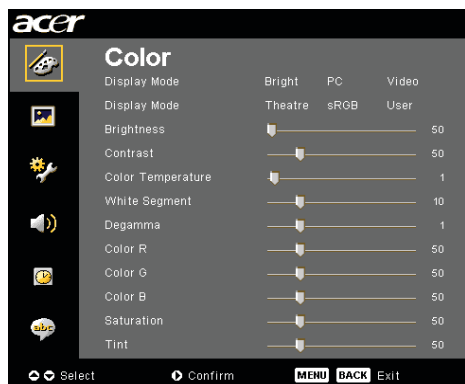 acer
Color
Display Mode Bright PC Video
Display Mode Theatre sRGB User
Brightness 50
Contrast 50
Color Temperature 1
White Segment 10
Degamma 1
Color R 50
Color G 50
Color B 50
Saturation 50
Tint 50
abc
Select Confirm MENU BACK Exit